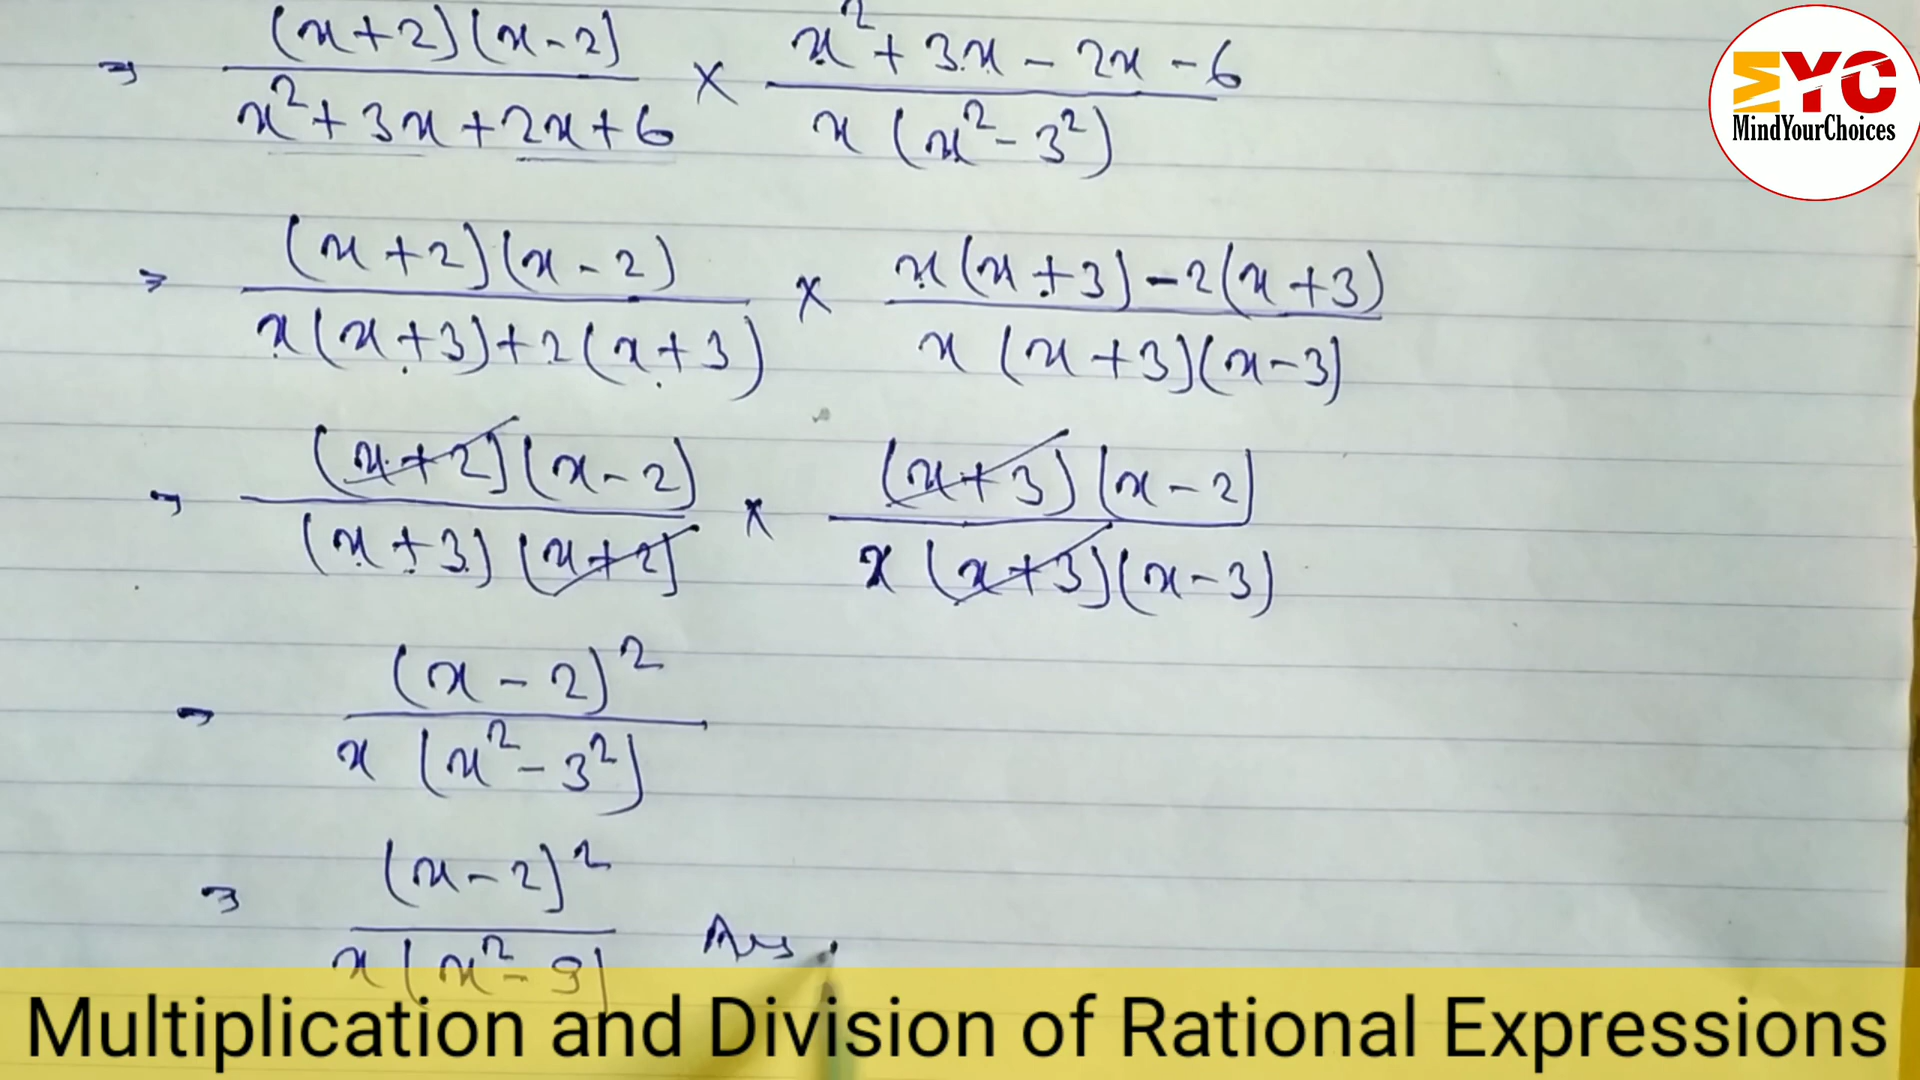 ⇒ (x+2)(x-2) / x²+3x+2x+6 × x²+3x-2x-6 / x(x²-3²)
MYC
MindYourChoices
⇒ (x+2)(x-2) / x(x+3)+2(x+3) × x(x+3)-2(x+3) / x(x+3)(x-3)
⇒ (x+2)(x-2) / (x+3)(x+2) × (x+3)(x-2) / x(x+3)(x-3)
⇒ (x-2)² / x(x²-3²)
⇒ (x-2)² / x(x²-9) Ans
Multiplication and Division of Rational Expressions